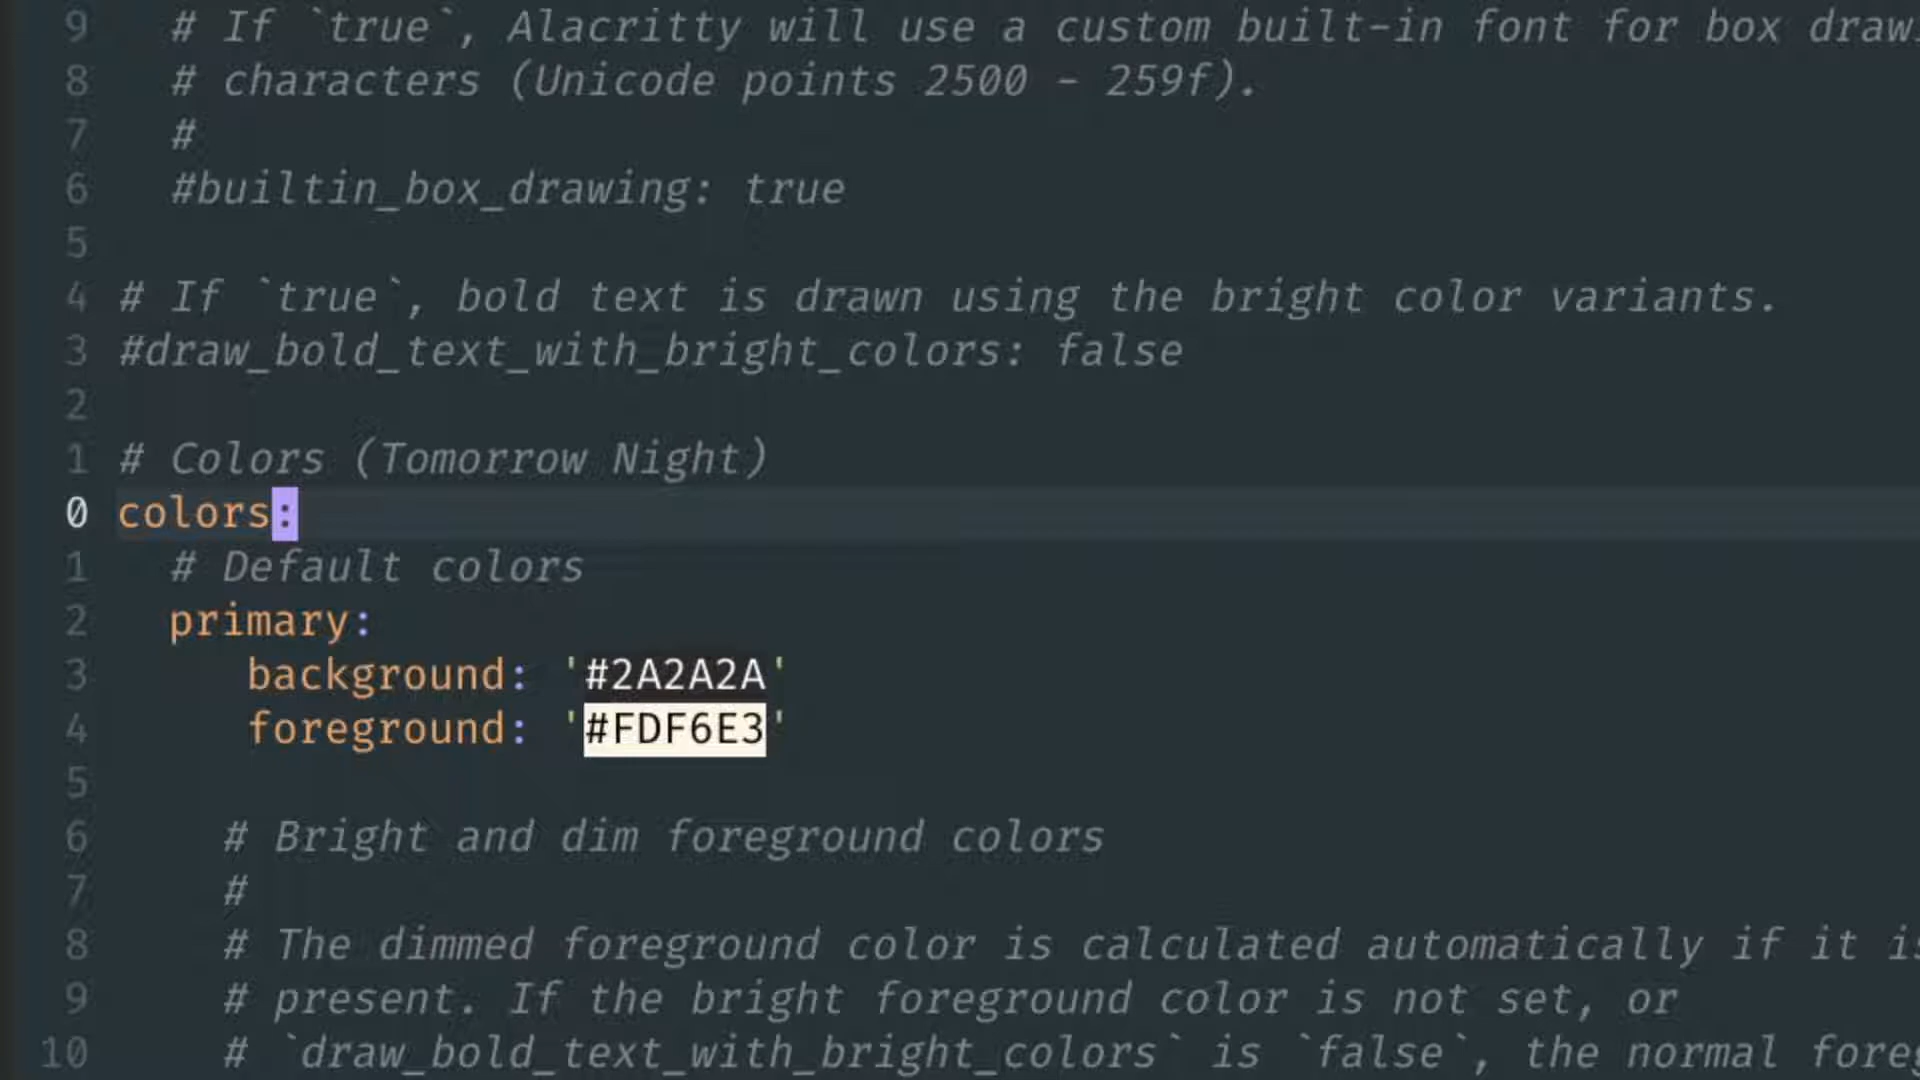 9 # If `true`, Alacritty will use a custom built-in font for box
8 # characters (Unicode points 2500 - 259f).
7 #
6 #builtin_box_drawing: true
5
4 # If `true`, bold text is drawn using the bright color variants.
3 #draw_bold_text_with_bright_colors: false
2
1 # Colors (Tomorrow Night)
0 colors:
1 # Default colors
2 primary:
3 background: '#2A2A2A'
4 foreground: '#FDF6E3'
5
6 # Bright and dim foreground colors
7 #
8 # The dimmed foreground color is calculated automatically if it
9 # present. If the bright foreground color is not set, or
10 # `draw_bold_text_with_bright_colors` is `false`, the normal